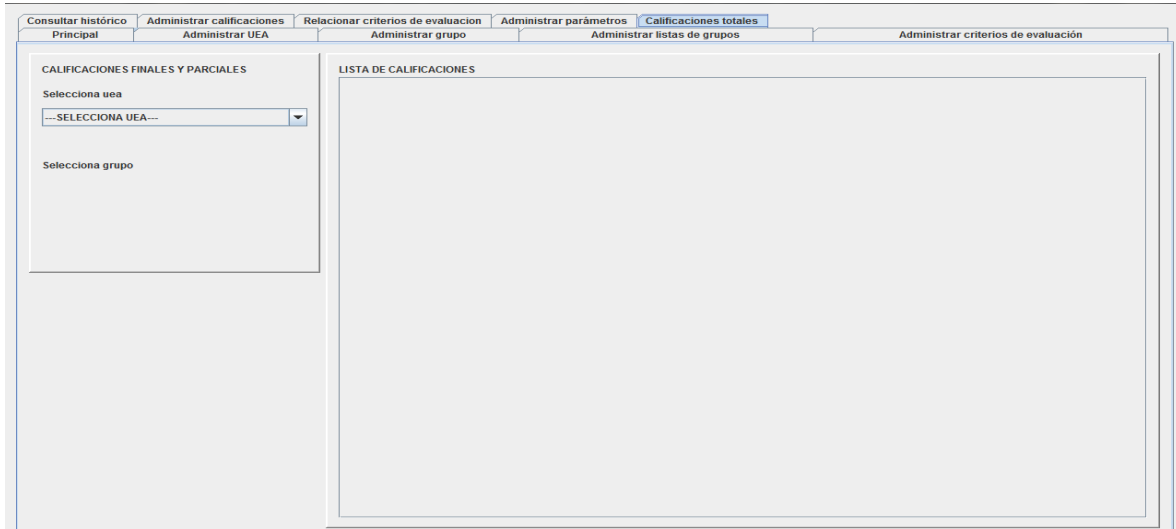 Consultar histórico Administrar calificaciones Relacionar criterios de evaluacion Administrar parámetros Calificaciones totales
Principal Administrar UEA Administrar grupo Administrar listas de grupos Administrar criterios de evaluación
CALIFICACIONES FINALES Y PARCIALES
Selecciona uea
---SELECCIONA UEA---
Selecciona grupo
LISTA DE CALIFICACIONES